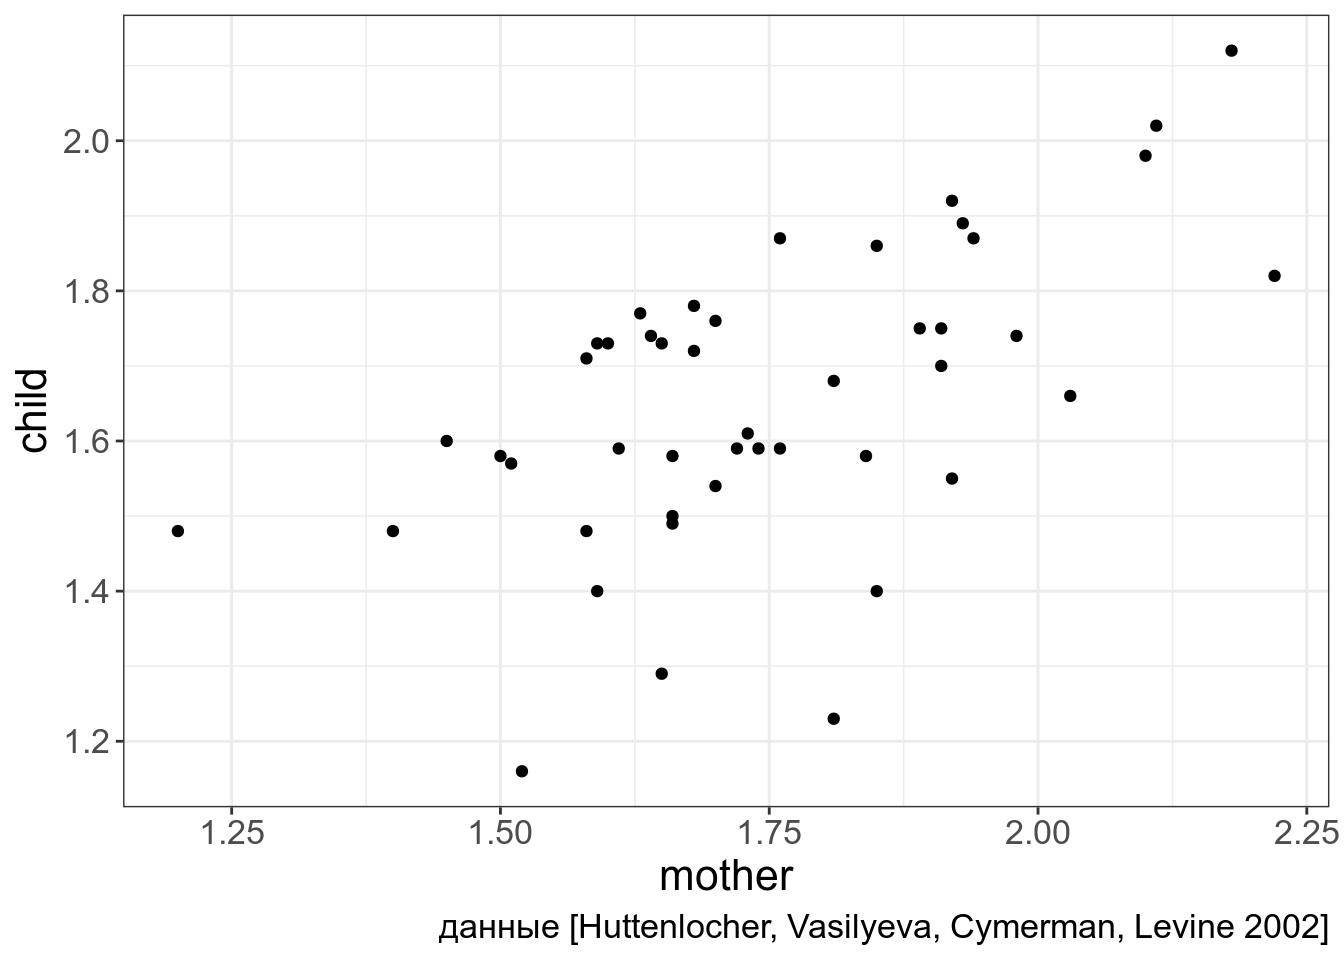 2.0
1.8
child
1.6
1.4
1.2
1.25 1.50 1.75 2.00 2.25
mother
данные [Huttenlocher, Vasilyeva, Cymerman, Levine 2002]